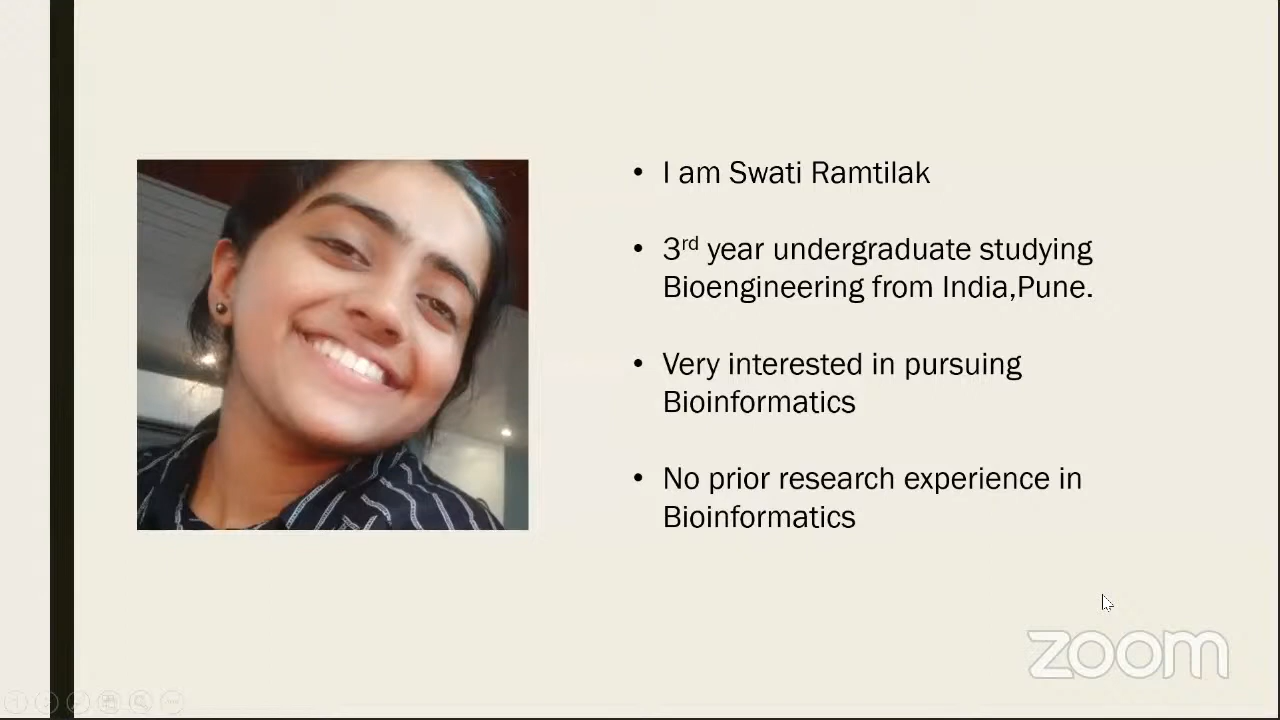 • I am Swati Ramtilak
• 3rd year undergraduate studying
Bioengineering from India,Pune.
• Very interested in pursuing
Bioinformatics
• No prior research experience in
Bioinformatics
zoom